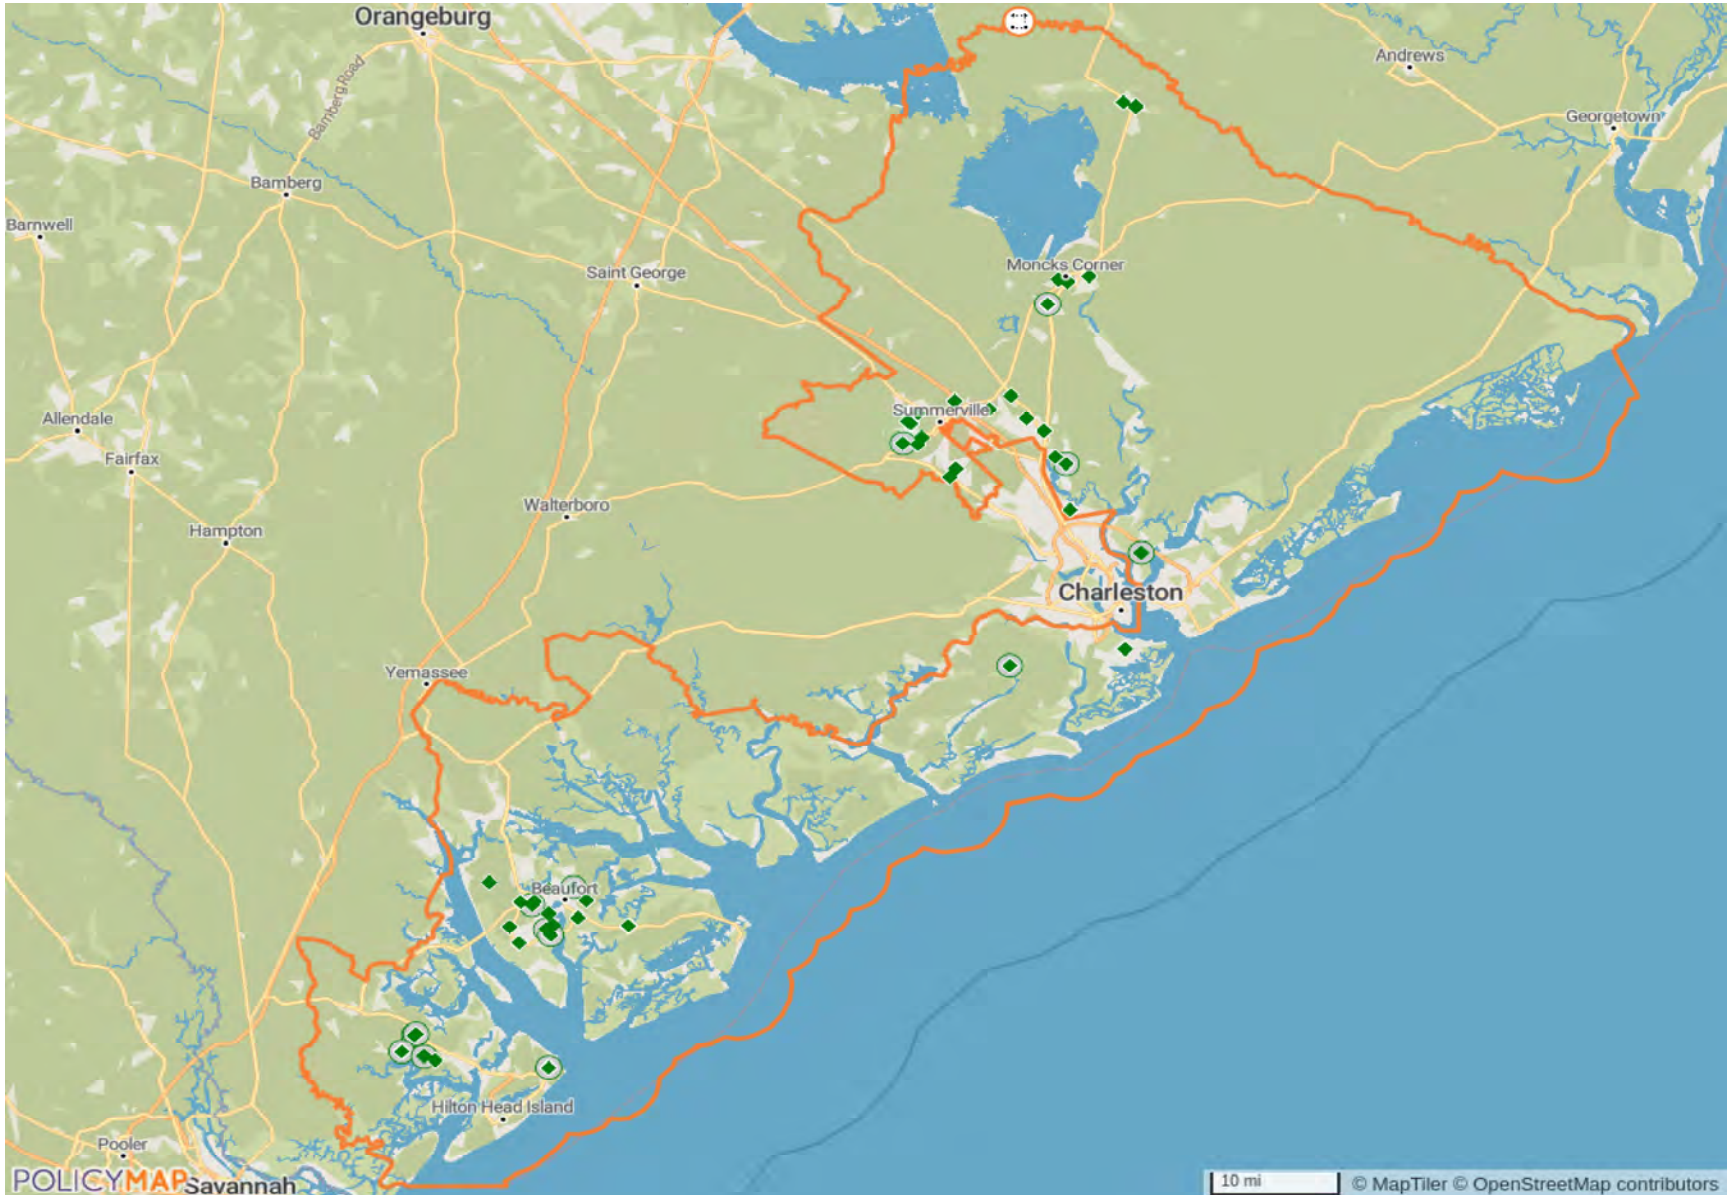 Orangeburg
Andrews
Georgetown
Bamberg Road
Bamberg
Barnwell
Saint George
Moncks Corner
Allendale
Summerville
Fairfax
Walterboro
Hampton
Charleston
Yemassee
Beaufort
Hilton Head Island
Pooler
POLICYMAP
Savannah
10 mi
© MapTiler © OpenStreetMap contributors